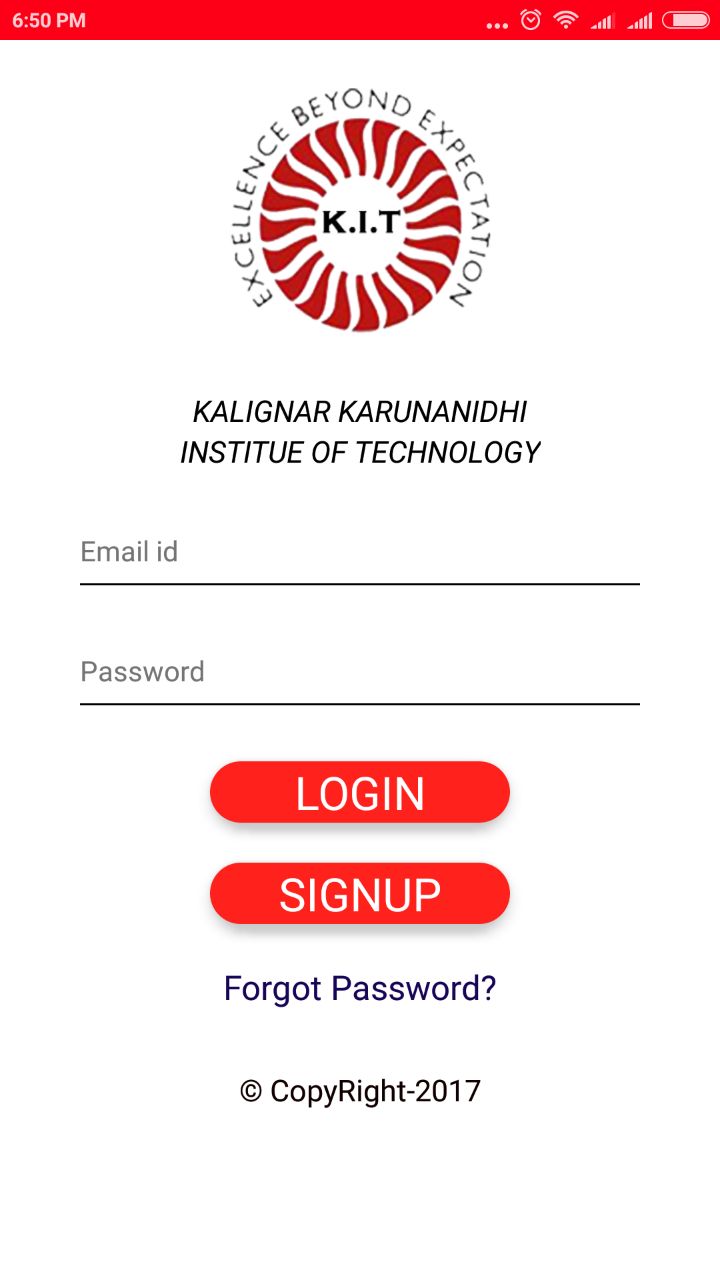 6:50 PM
EXCELLENCE BEYOND EXPECTATION
K.I.T
KALIGNAR KARUNANIDHI
INSTITUE OF TECHNOLOGY
Email id
Password
LOGIN
SIGNUP
Forgot Password?
© CopyRight-2017